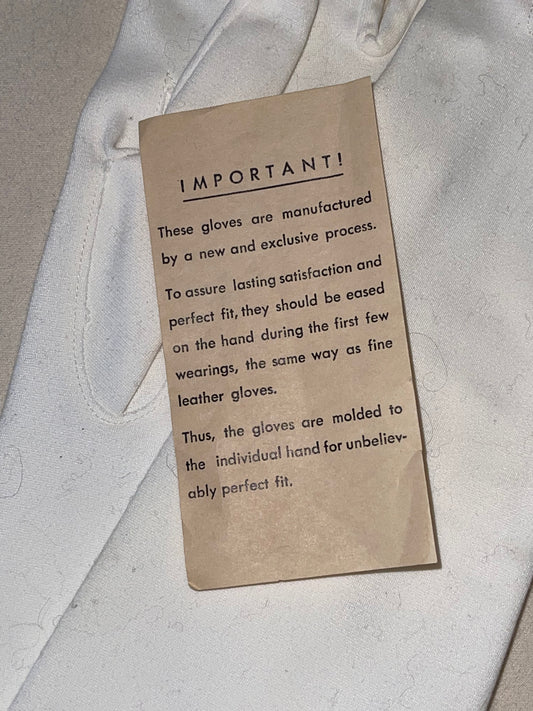 IMPORTANT!
These gloves are manufactured
by a new and exclusive process.
To assure lasting satisfaction and
perfect fit, they should be eased
on the hand during the first few
wearings, the same way as fine
leather gloves.
Thus, the gloves are molded to
the individual hand for unbeliev-
ably perfect fit.